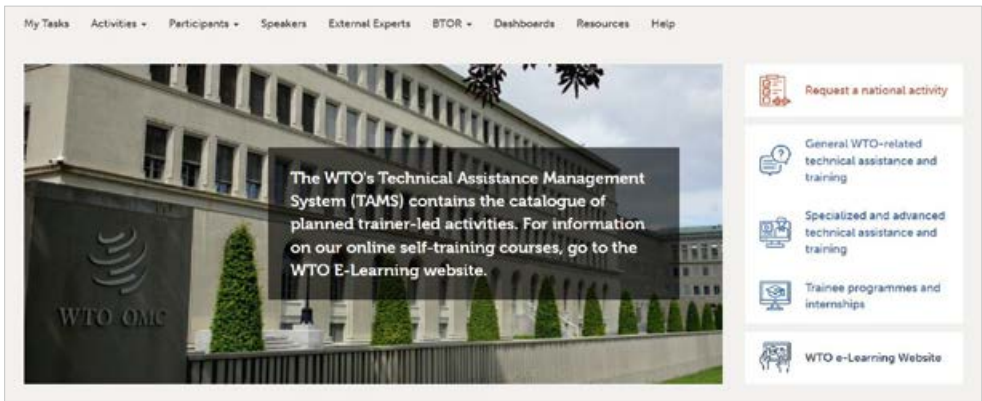 My Tasks Activities Participants Speakers External Experts BTOR Dashboards Resources Help
The WTO's Technical Assistance Management
System (TAMS) contains the catalogue of
planned trainer-led activities. For information
on our online self-training courses, go to the
WTO E-Learning website.
WTO OMC
Request a national activity
General WTO-related
technical assistance and
training
Specialized and advanced
technical assistance and
training
Trainee programmes and
internships
WTO e-Learning Website